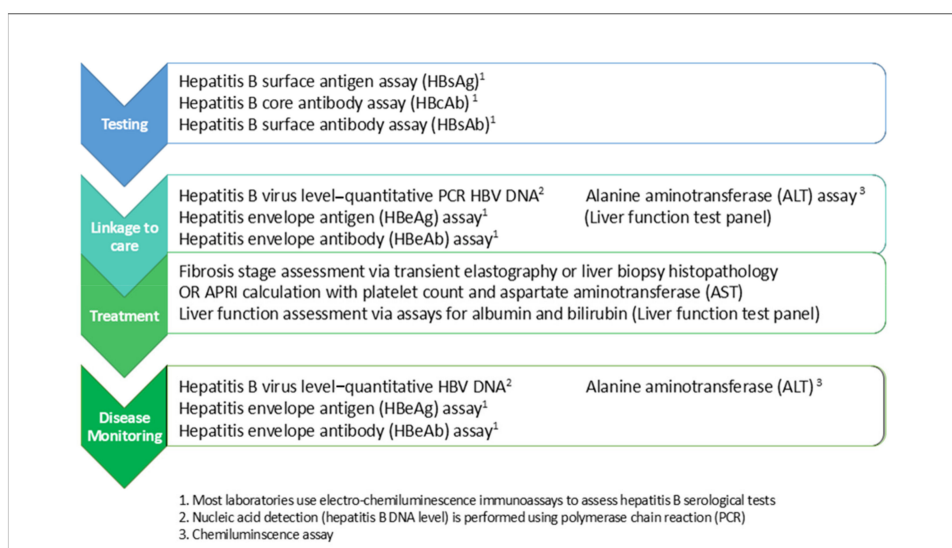 Testing
Hepatitis B surface antigen assay (HBsAg)¹
Hepatitis B core antibody assay (HBcAb) ¹
Hepatitis B surface antibody assay (HBsAb)¹
Linkage to
care
Hepatitis B virus level–quantitative PCR HBV DNA²
Hepatitis envelope antigen (HBeAg) assay¹
Hepatitis envelope antibody (HBeAb) assay¹
Alanine aminotransferase (ALT) assay³
(Liver function test panel)
Treatment
Fibrosis stage assessment via transient elastography or liver biopsy histopathology
OR APRI calculation with platelet count and aspartate aminotransferase (AST)
Liver function assessment via assays for albumin and bilirubin (Liver function test panel)
Disease
Monitoring
Hepatitis B virus level–quantitative HBV DNA²
Hepatitis envelope antigen (HBeAg) assay¹
Hepatitis envelope antibody (HBeAb) assay¹
Alanine aminotransferase (ALT) ³
1. Most laboratories use electro-chemiluminescence immunoassays to assess hepatitis B serological tests
2. Nucleic acid detection (hepatitis B DNA level) is performed using polymerase chain reaction (PCR)
3. Chemiluminscence assay